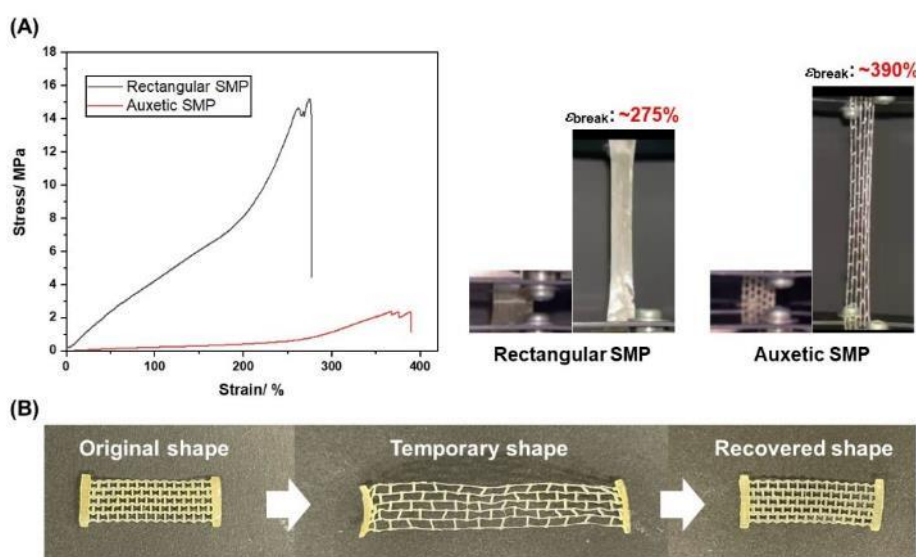 (A)
18
16
14
12
10
8
6
4
2
0
Stress/ MPa
Rectangular SMP
Auxetic SMP
0
100
200
300
400
Strain/ %
εbreak: ~275%
Rectangular SMP
εbreak: ~390%
Auxetic SMP
(B)
Original shape
Temporary shape
Recovered shape